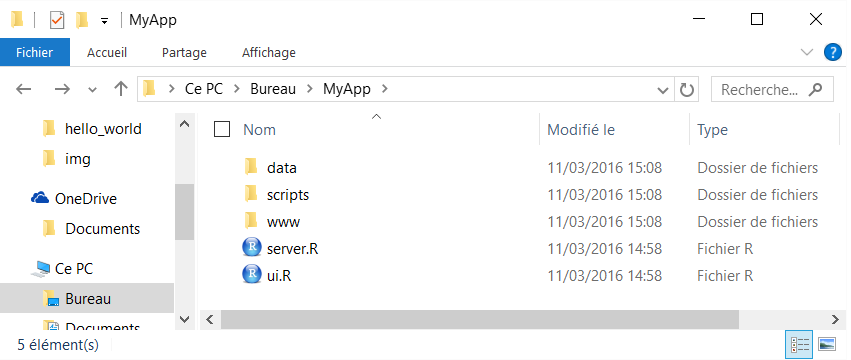 MyApp
Fichier Accueil Partage Affichage
Ce PC Bureau MyApp Recherche...
hello_world
img
OneDrive
Documents
Ce PC
Bureau
Documents
Nom Modifié le Type
data 11/03/2016 15:08 Dossier de fichiers
scripts 11/03/2016 15:08 Dossier de fichiers
www 11/03/2016 15:08 Dossier de fichiers
server.R 11/03/2016 14:58 Fichier R
ui.R 11/03/2016 14:58 Fichier R
5 élément(s)